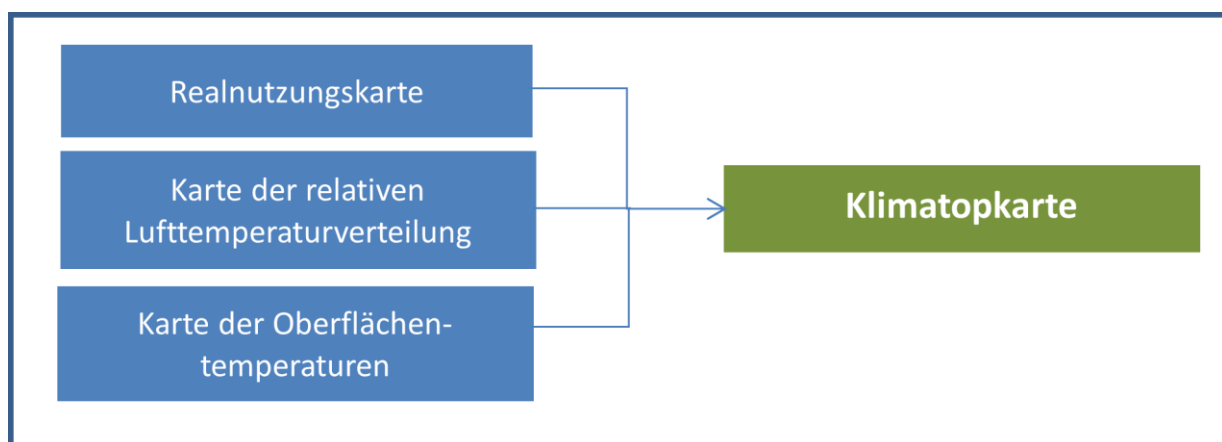 Realnutzungskarte
Karte der relativen
Lufttemperaturverteilung
Karte der Oberflächen-
temperaturen
Klimatopkarte